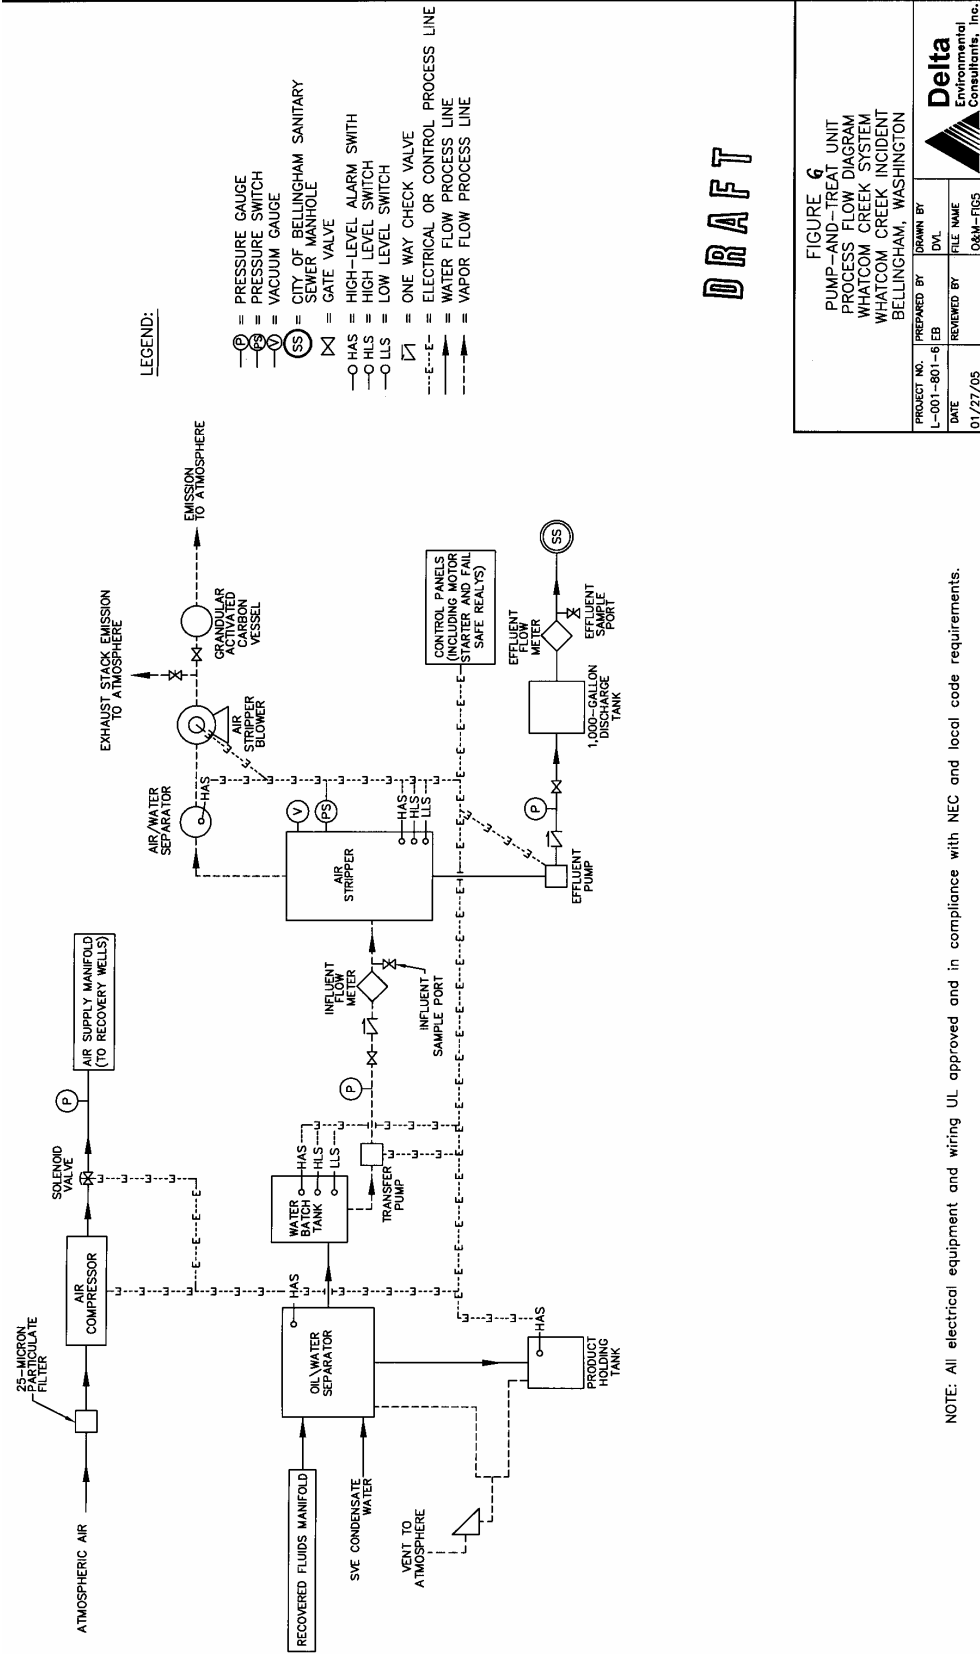 ATMOSPHERIC AIR
25-MICRON
PARTICULATE
FILTER
AIR
COMPRESSOR
SOLENOID
VALVE
P
AIR SUPPLY MANIFOLD
(TO RECOVERY WELLS)
RECOVERED FLUIDS MANIFOLD
SVE CONDENSATE
WATER
VENT TO
ATMOSPHERE
OIL\WATER
SEPARATOR
HAS
PRODUCT
HOLDING
TANK
HAS
WATER
BATCH
TANK
HAS
HLS
LLS
TRANSFER
PUMP
P
INFLUENT
FLOW
METER
INFLUENT
SAMPLE PORT
AIR
STRIPPER
V
PS
HAS
HLS
LLS
AIR/WATER
SEPARATOR
HAS
AIR
STRIPPER
BLOWER
EXHAUST STACK EMISSION
TO ATMOSPHERE
GRANDULAR
ACTIVATED
CARBON
VESSEL
EMISSION
TO ATMOSPHERE
CONTROL PANELS
(INCLUDING MOTOR
STARTER AND FAIL
SAFE REALYS)
EFFLUENT
PUMP
P
1,000-GALLON
DISCHARGE
TANK
EFFLUENT
FLOW
METER
EFFLUENT
SAMPLE
PORT
SS
LEGEND:
P = PRESSURE GAUGE
PS = PRESSURE SWITCH
V = VACUUM GAUGE
SS = CITY OF BELLINGHAM SANITARY
SEWER MANHOLE
= GATE VALVE
HAS = HIGH-LEVEL ALARM SWITH
HLS = HIGH LEVEL SWITCH
LLS = LOW LEVEL SWITCH
= ONE WAY CHECK VALVE
E E = ELECTRICAL OR CONTROL PROCESS LINE
= WATER FLOW PROCESS LINE
= VAPOR FLOW PROCESS LINE
DRAFT
NOTE: All electrical equipment and wiring UL approved and in compliance with NEC and local code requirements.
FIGURE 6
PUMP-AND-TREAT UNIT
PROCESS FLOW DIAGRAM
WHATCOM CREEK SYSTEM
WHATCOM CREEK INCIDENT
BELLINGHAM, WASHINGTON
PROJECT NO. PREPARED BY DRAWN BY
L-001-801-6 EB DVL
DATE REVIEWED BY FILE NAME
01/27/05 O&M-FIG5
Delta
Environmental
Consultants, Inc.